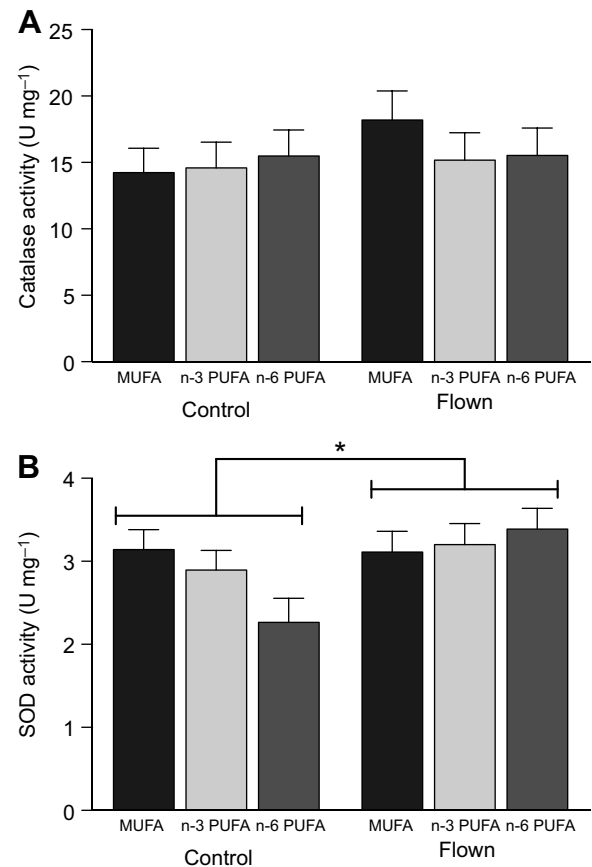 A
Catalase activity (U mg⁻¹)
25
20
15
10
5
0
MUFA n-3 PUFA n-6 PUFA MUFA n-3 PUFA n-6 PUFA
Control Flown
B
*
SOD activity (U mg⁻¹)
4
3
2
1
0
MUFA n-3 PUFA n-6 PUFA MUFA n-3 PUFA n-6 PUFA
Control Flown